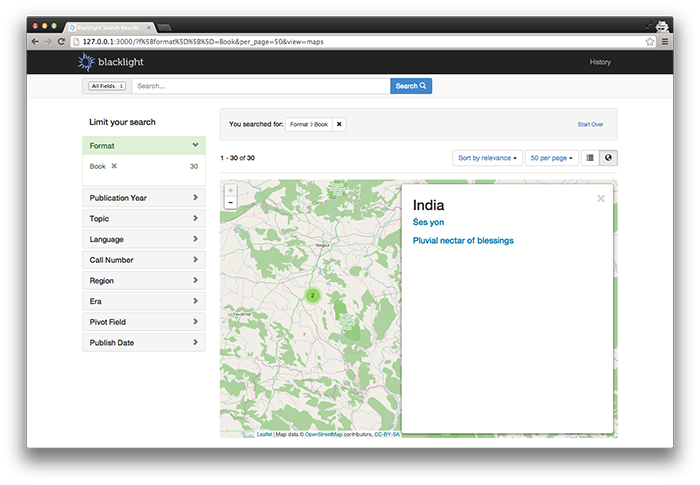 Blacklight Search Results
127.0.0.1:3000/?f%5Bformat%5D%5B%5D=Book&per_page=50&view=maps
blacklight
History
All Fields
Search...
Search
Limit your search
You searched for: Format > Book ✖
Start Over
Format
Book ✖ 30
1 - 30 of 30
Sort by relevance
50 per page
Publication Year
Topic
Language
Call Number
Region
Era
Pivot Field
Publish Date
+
-
Nagpur
2
India
×
Śes yon
Pluvial nectar of blessings
Leaflet | Map data © OpenStreetMap contributors, CC-BY-SA